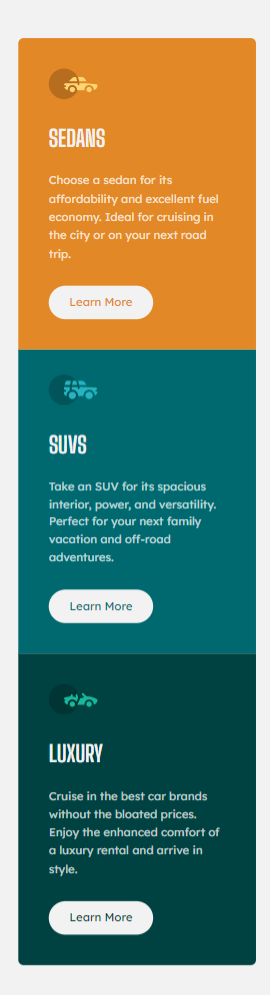 SEDANS
Choose a sedan for its
affordability and excellent fuel
economy. Ideal for cruising in
the city or on your next road
trip.
Learn More
SUVS
Take an SUV for its spacious
interior, power, and versatility.
Perfect for your next family
vacation and off-road
adventures.
Learn More
LUXURY
Cruise in the best car brands
without the bloated prices.
Enjoy the enhanced comfort of
a luxury rental and arrive in
style.
Learn More